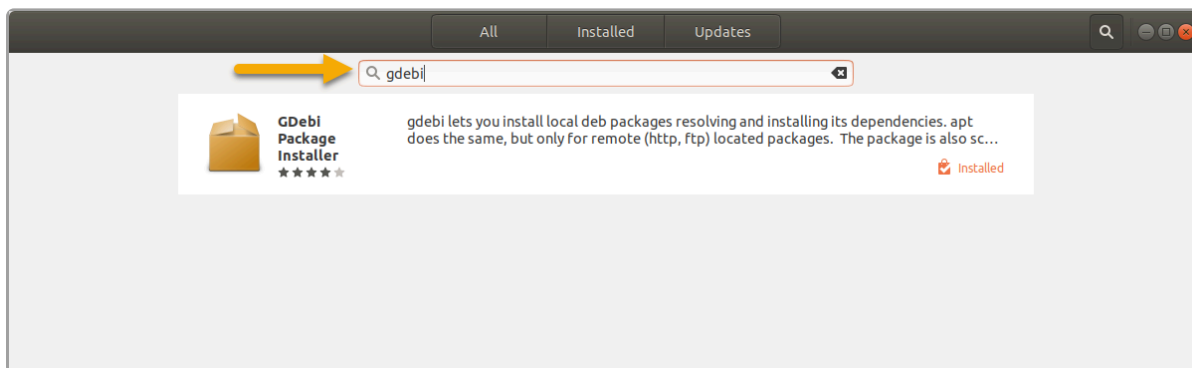 All Installed Updates
gdebi
GDebi
Package
Installer
gdebi lets you install local deb packages resolving and installing its dependencies. apt
does the same, but only for remote (http, ftp) located packages.  The package is also sc...
Installed